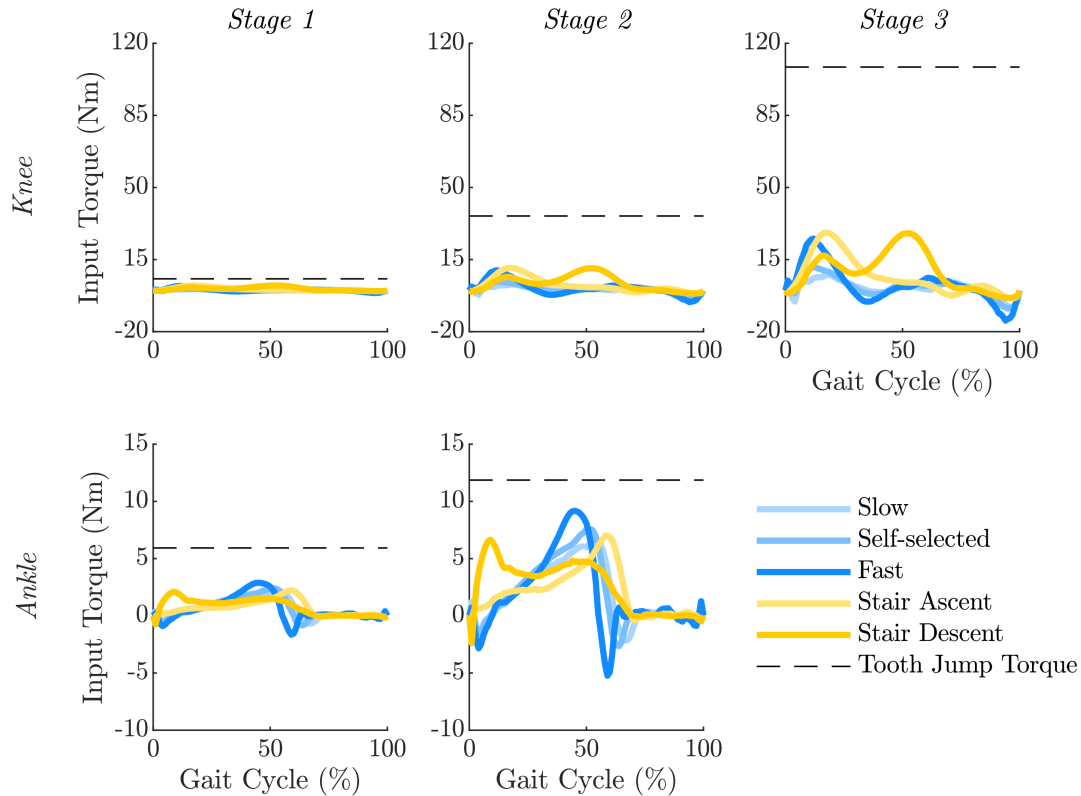 Stage 1
Stage 2
Stage 3
Knee
Input Torque (Nm)
120
85
50
15
-20
0
50
100
120
85
50
15
-20
0
50
100
120
85
50
15
-20
0
50
100
Gait Cycle (%)
Ankle
Input Torque (Nm)
15
10
5
0
-5
-10
0
50
100
Gait Cycle (%)
15
10
5
0
-5
-10
0
50
100
Gait Cycle (%)
Slow
Self-selected
Fast
Stair Ascent
Stair Descent
Tooth Jump Torque